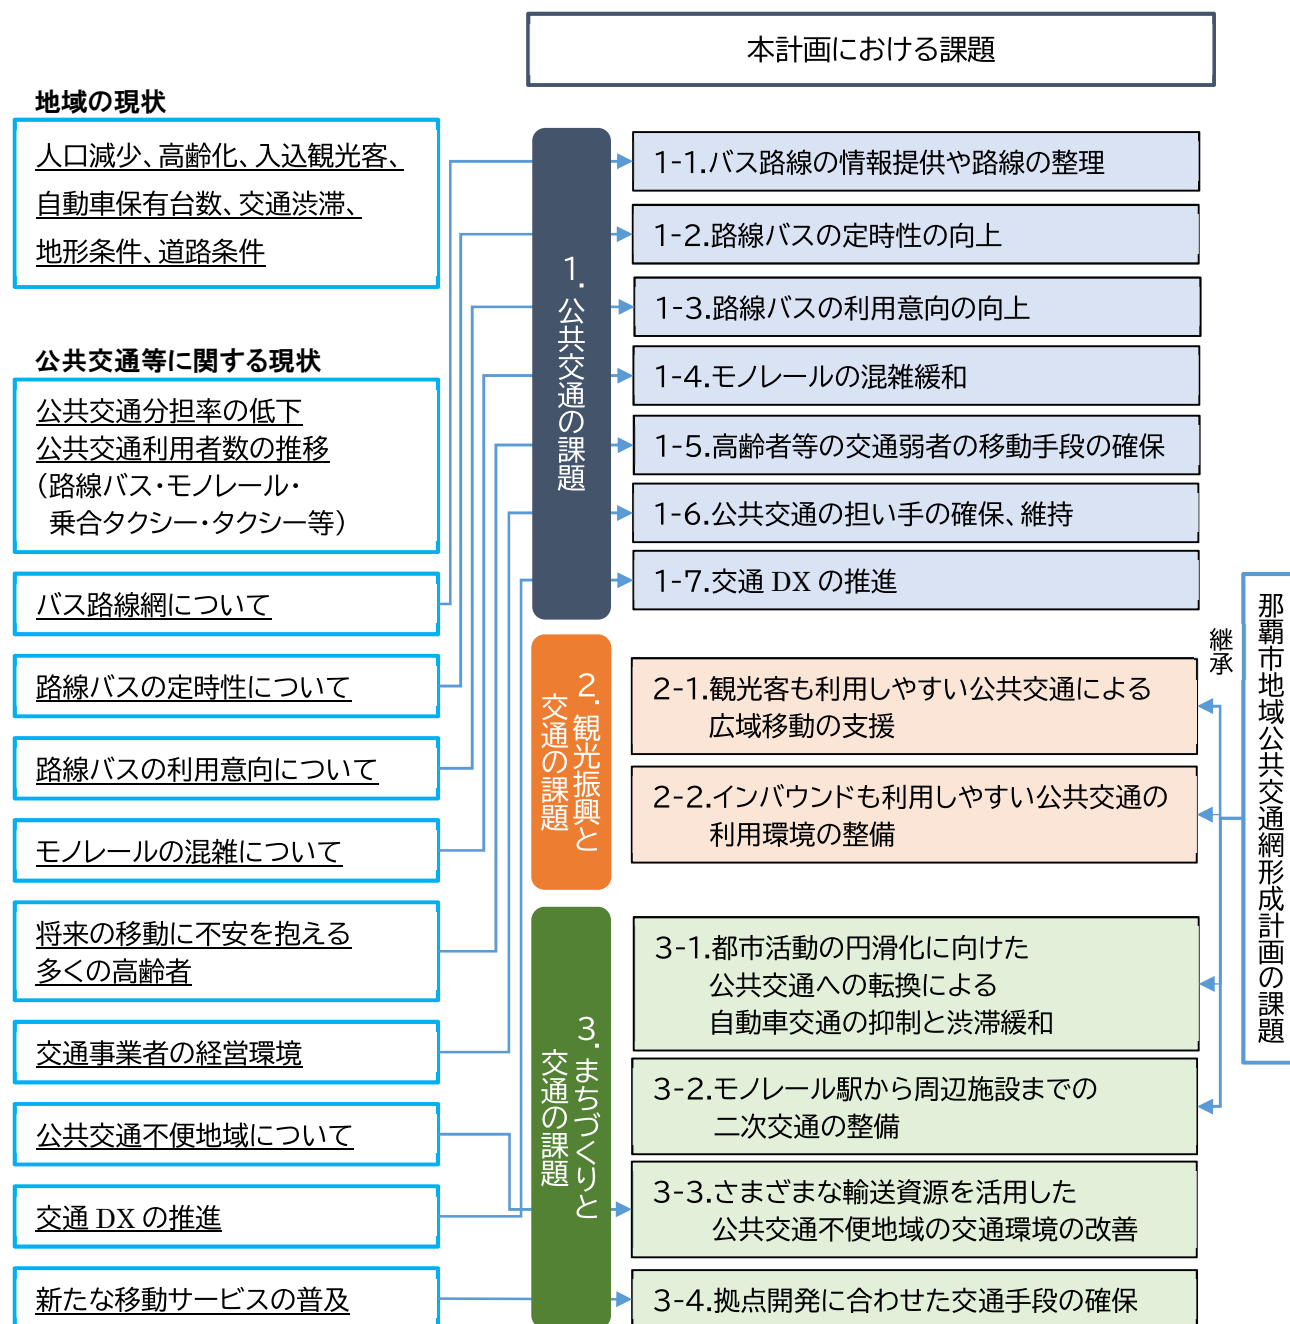 本計画における課題
地域の現状
人口減少、高齢化、入込観光客、
自動車保有台数、交通渋滞、
地形条件、道路条件
公共交通等に関する現状
公共交通分担率の低下
公共交通利用者数の推移
（路線バス・モノレール・
乗合タクシー・タクシー等）
バス路線網について
路線バスの定時性について
路線バスの利用意向について
モノレールの混雑について
将来の移動に不安を抱える
多くの高齢者
交通事業者の経営環境
公共交通不便地域について
交通 DX の推進
新たな移動サービスの普及
1．公共交通の課題
1-1.バス路線の情報提供や路線の整理
1-2.路線バスの定時性の向上
1-3.路線バスの利用意向の向上
1-4.モノレールの混雑緩和
1-5.高齢者等の交通弱者の移動手段の確保
1-6.公共交通の担い手の確保、維持
1-7.交通 DX の推進
2．観光振興と
交通の課題
2-1.観光客も利用しやすい公共交通による
広域移動の支援
2-2.インバウンドも利用しやすい公共交通の
利用環境の整備
3．まちづくりと
交通の課題
3-1.都市活動の円滑化に向けた
公共交通への転換による
自動車交通の抑制と渋滞緩和
3-2.モノレール駅から周辺施設までの
二次交通の整備
3-3.さまざまな輸送資源を活用した
公共交通不便地域の交通環境の改善
3-4.拠点開発に合わせた交通手段の確保
継承
那覇市地域公共交通網形成計画の課題